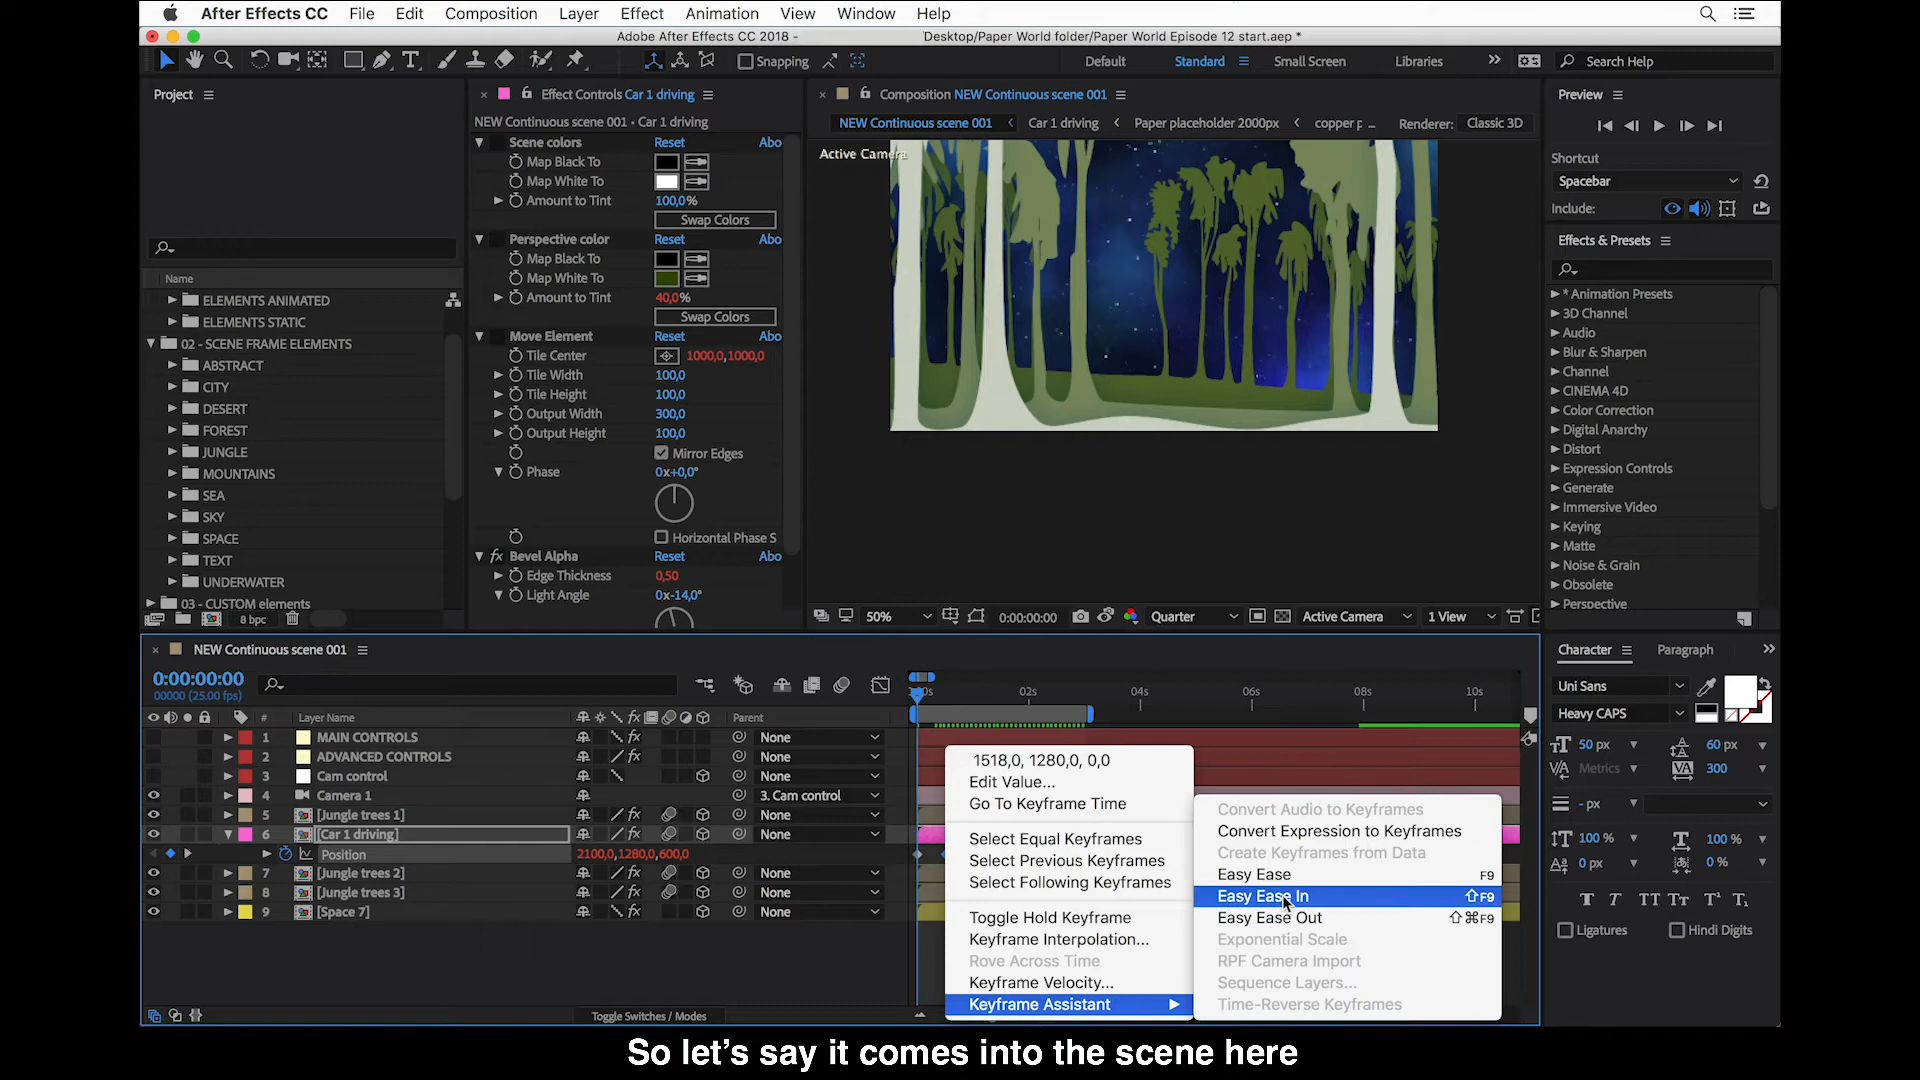 After Effects CC File Edit Composition Layer Effect Animation View Window Help
Adobe After Effects CC 2018 - Desktop/Paper World folder/Paper World Episode 12 start.aep *
Snapping Default Standard Small Screen Libraries Search Help
Project
Name
ELEMENTS ANIMATED
ELEMENTS STATIC
02 - SCENE FRAME ELEMENTS
ABSTRACT
CITY
DESERT
FOREST
JUNGLE
MOUNTAINS
SEA
SKY
SPACE
TEXT
UNDERWATER
03 - CUSTOM elements
8 bpc
Effect Controls Car 1 driving
NEW Continuous scene 001 • Car 1 driving
Scene colors Reset Abo
Map Black To
Map White To
Amount to Tint 100,0%
Swap Colors
Perspective color Reset Abo
Map Black To
Map White To
Amount to Tint 40,0%
Swap Colors
Move Element Reset Abo
Tile Center 1000,0,1000,0
Tile Width 100,0
Tile Height 100,0
Output Width 300,0
Output Height 100,0
Mirror Edges
Phase 0x+0,0°
Horizontal Phase S
fx Bevel Alpha Reset Abo
Edge Thickness 0,50
Light Angle 0x-14,0°
Composition NEW Continuous scene 001
NEW Continuous scene 001 Car 1 driving Paper placeholder 2000px copper p ... Renderer: Classic 3D
Active Camera
50% 0:00:00:00 Quarter Active Camera 1 View
Preview
Shortcut
Spacebar
Include:
Effects & Presets
* Animation Presets
3D Channel
Audio
Blur & Sharpen
Channel
CINEMA 4D
Color Correction
Digital Anarchy
Distort
Expression Controls
Generate
Immersive Video
Keying
Matte
Noise & Grain
Obsolete
Perspective
NEW Continuous scene 001
0:00:00:00
00000 (25.00 fps)
02s 04s 06s 08s 10s
# Layer Name Parent
1 MAIN CONTROLS None
2 ADVANCED CONTROLS None
3 Cam control None
4 Camera 1 3. Cam control
5 [Jungle trees 1] None
6 [Car 1 driving] None
Position 2100,0,1280,0,600,0
7 [Jungle trees 2] None
8 [Jungle trees 3] None
9 [Space 7] None
Toggle Switches / Modes
1518,0, 1280,0, 0,0
Edit Value...
Go To Keyframe Time
Select Equal Keyframes
Select Previous Keyframes
Select Following Keyframes
Toggle Hold Keyframe
Keyframe Interpolation...
Rove Across Time
Keyframe Velocity...
Keyframe Assistant
Convert Audio to Keyframes
Convert Expression to Keyframes
Create Keyframes from Data
Easy Ease F9
Easy Ease In ⇧F9
Easy Ease Out ⇧⌘F9
Exponential Scale
RPF Camera Import
Sequence Layers...
Time-Reverse Keyframes
Character Paragraph
Uni Sans
Heavy CAPS
50 px 60 px
Metrics 300
- px
100 % 100 %
0 px 0 %
Ligatures Hindi Digits
So let's say it comes into the scene here